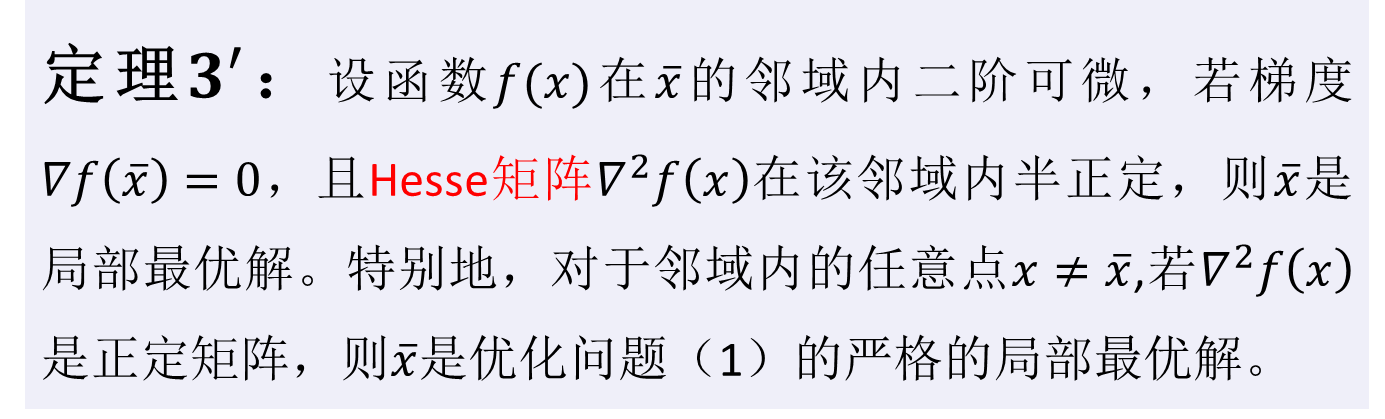 定理3′：设函数f(x)在x̄的邻域内二阶可微，若梯度
∇f(x̄) = 0，且Hesse矩阵∇²f(x)在该邻域内半正定，则x̄是
局部最优解。特别地，对于邻域内的任意点x ≠ x̄,若∇²f(x)
是正定矩阵，则x̄是优化问题（1）的严格的局部最优解。